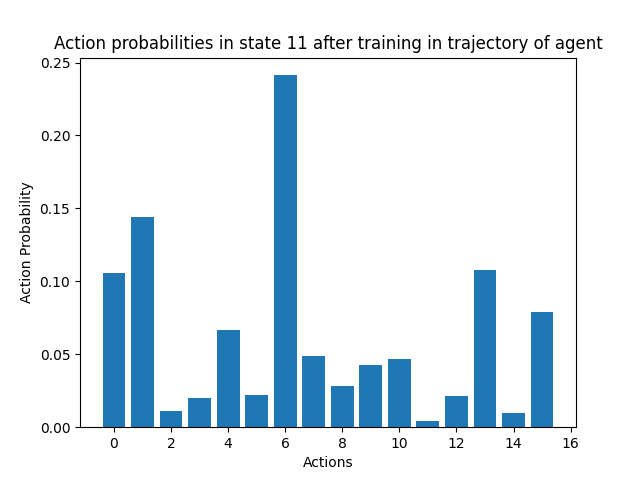 Action probabilities in state 11 after training in trajectory of agent
0.25
0.20
0.15
0.10
0.05
0.00
Action Probability
0 2 4 6 8 10 12 14 16
Actions